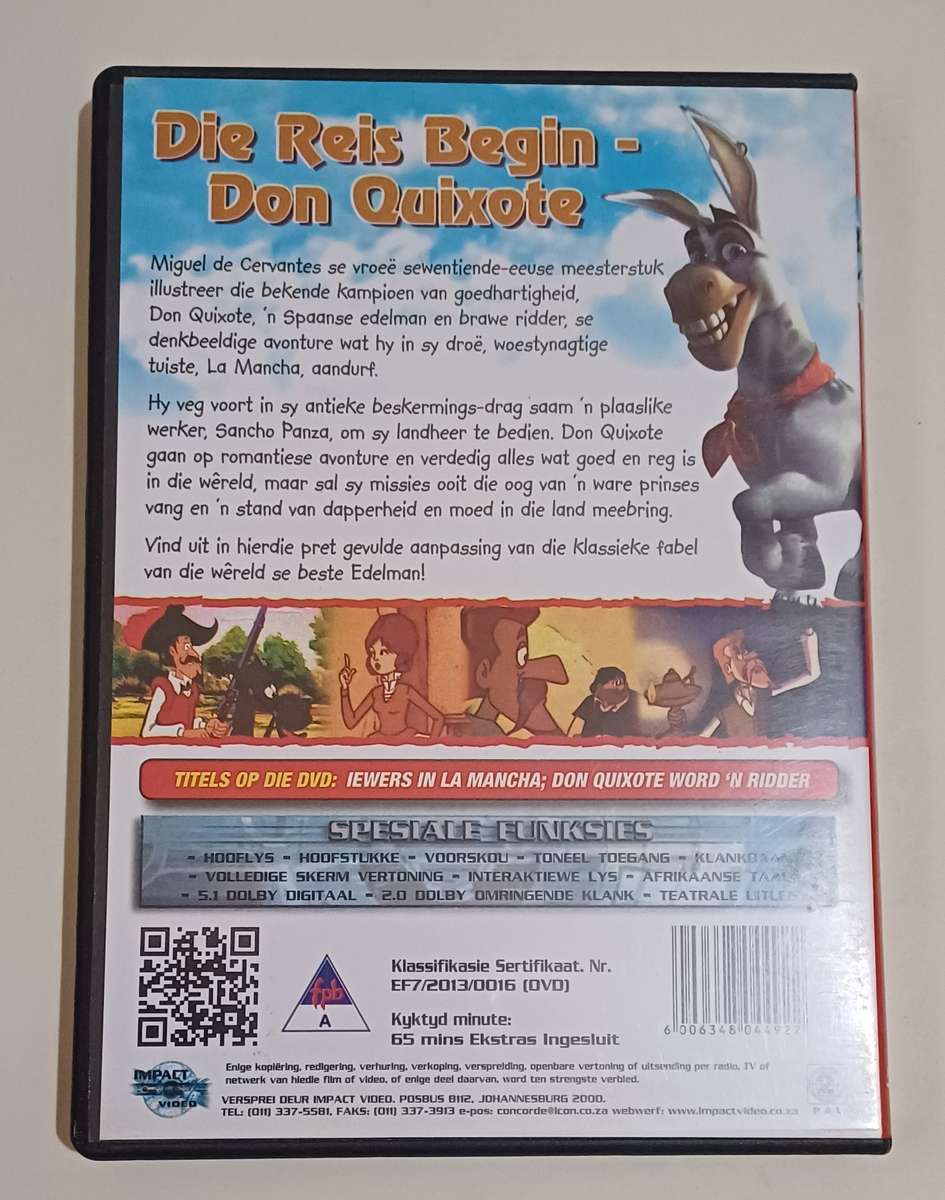 Die Reis Begin -
Don Quixote
Miguel de Cervantes se vroeë sewentiende-eeuse meesterstuk
illustreer die bekende kampioen van goedhartigheid,
Don Quixote, 'n Spaanse edelman en brawe ridder, se
denkbeeldige avonture wat hy in sy droë, woestynagtige
tuiste, La Mancha, aandurf.
Hy veg voort in sy antieke beskermings-drag saam 'n plaaslike
werker, Sancho Panza, om sy landheer te bedien. Don Quixote
gaan op romantiese avonture en verdedig alles wat goed en reg is
in die wêreld, maar sal sy missies ooit die oog van 'n ware prinses
vang en 'n stand van dapperheid en moed in die land meebring.
Vind uit in hierdie pret gevulde aanpassing van die klassieke fabel
van die wêreld se beste Edelman!
TITELS OP DIE DVD: IEWERS IN LA MANCHA; DON QUIXOTE WORD 'N RIDDER
SPESIALE FUNKSIES
- HOOFLYS - HOOFSTUKKE - VOORSKOU - TONEEL TOEGANG -
- VOLLEDIGE SKERM VERTONING - INTERAKTIEWE LYS - AFRIKAANSE
- 5.1 DOLBY DIGITAAL - 2.0 DOLBY OMRINGENDE KLANK - TEATRALE
fpb
A
Klassifikasie Sertifikaat. Nr.
EF7/2013/0016 (DVD)
Kyktyd minute:
65 mins Ekstras Ingesluit
6 006348 044927
IMPACT
VIDEO
Enige kopiëring, redigering, verhuring, verkoping, verspreiding, openbare vertoning of uitsending per radio, TV of
netwerk van hiedie film of video, of enige deel daarvan, word ten strengste verbied.
VERSPREI DEUR IMPACT VIDEO. POSBUS 8112, JOHANNESBURG 2000.
TEL: (011) 337-5581, FAKS: (011) 337-3913 e-pos: concorde@icon.co.za webwerf: www.impactvideo.co.za
PAL